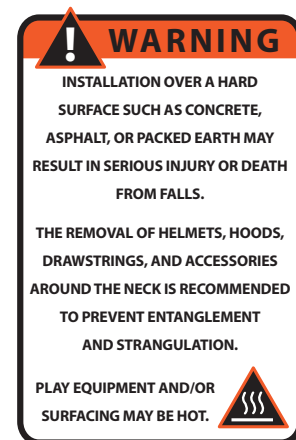 WARNING
INSTALLATION OVER A HARD
SURFACE SUCH AS CONCRETE,
ASPHALT, OR PACKED EARTH MAY
RESULT IN SERIOUS INJURY OR DEATH
FROM FALLS.
THE REMOVAL OF HELMETS, HOODS,
DRAWSTRINGS, AND ACCESSORIES
AROUND THE NECK IS RECOMMENDED
TO PREVENT ENTANGLEMENT
AND STRANGULATION.
PLAY EQUIPMENT AND/OR
SURFACING MAY BE HOT.